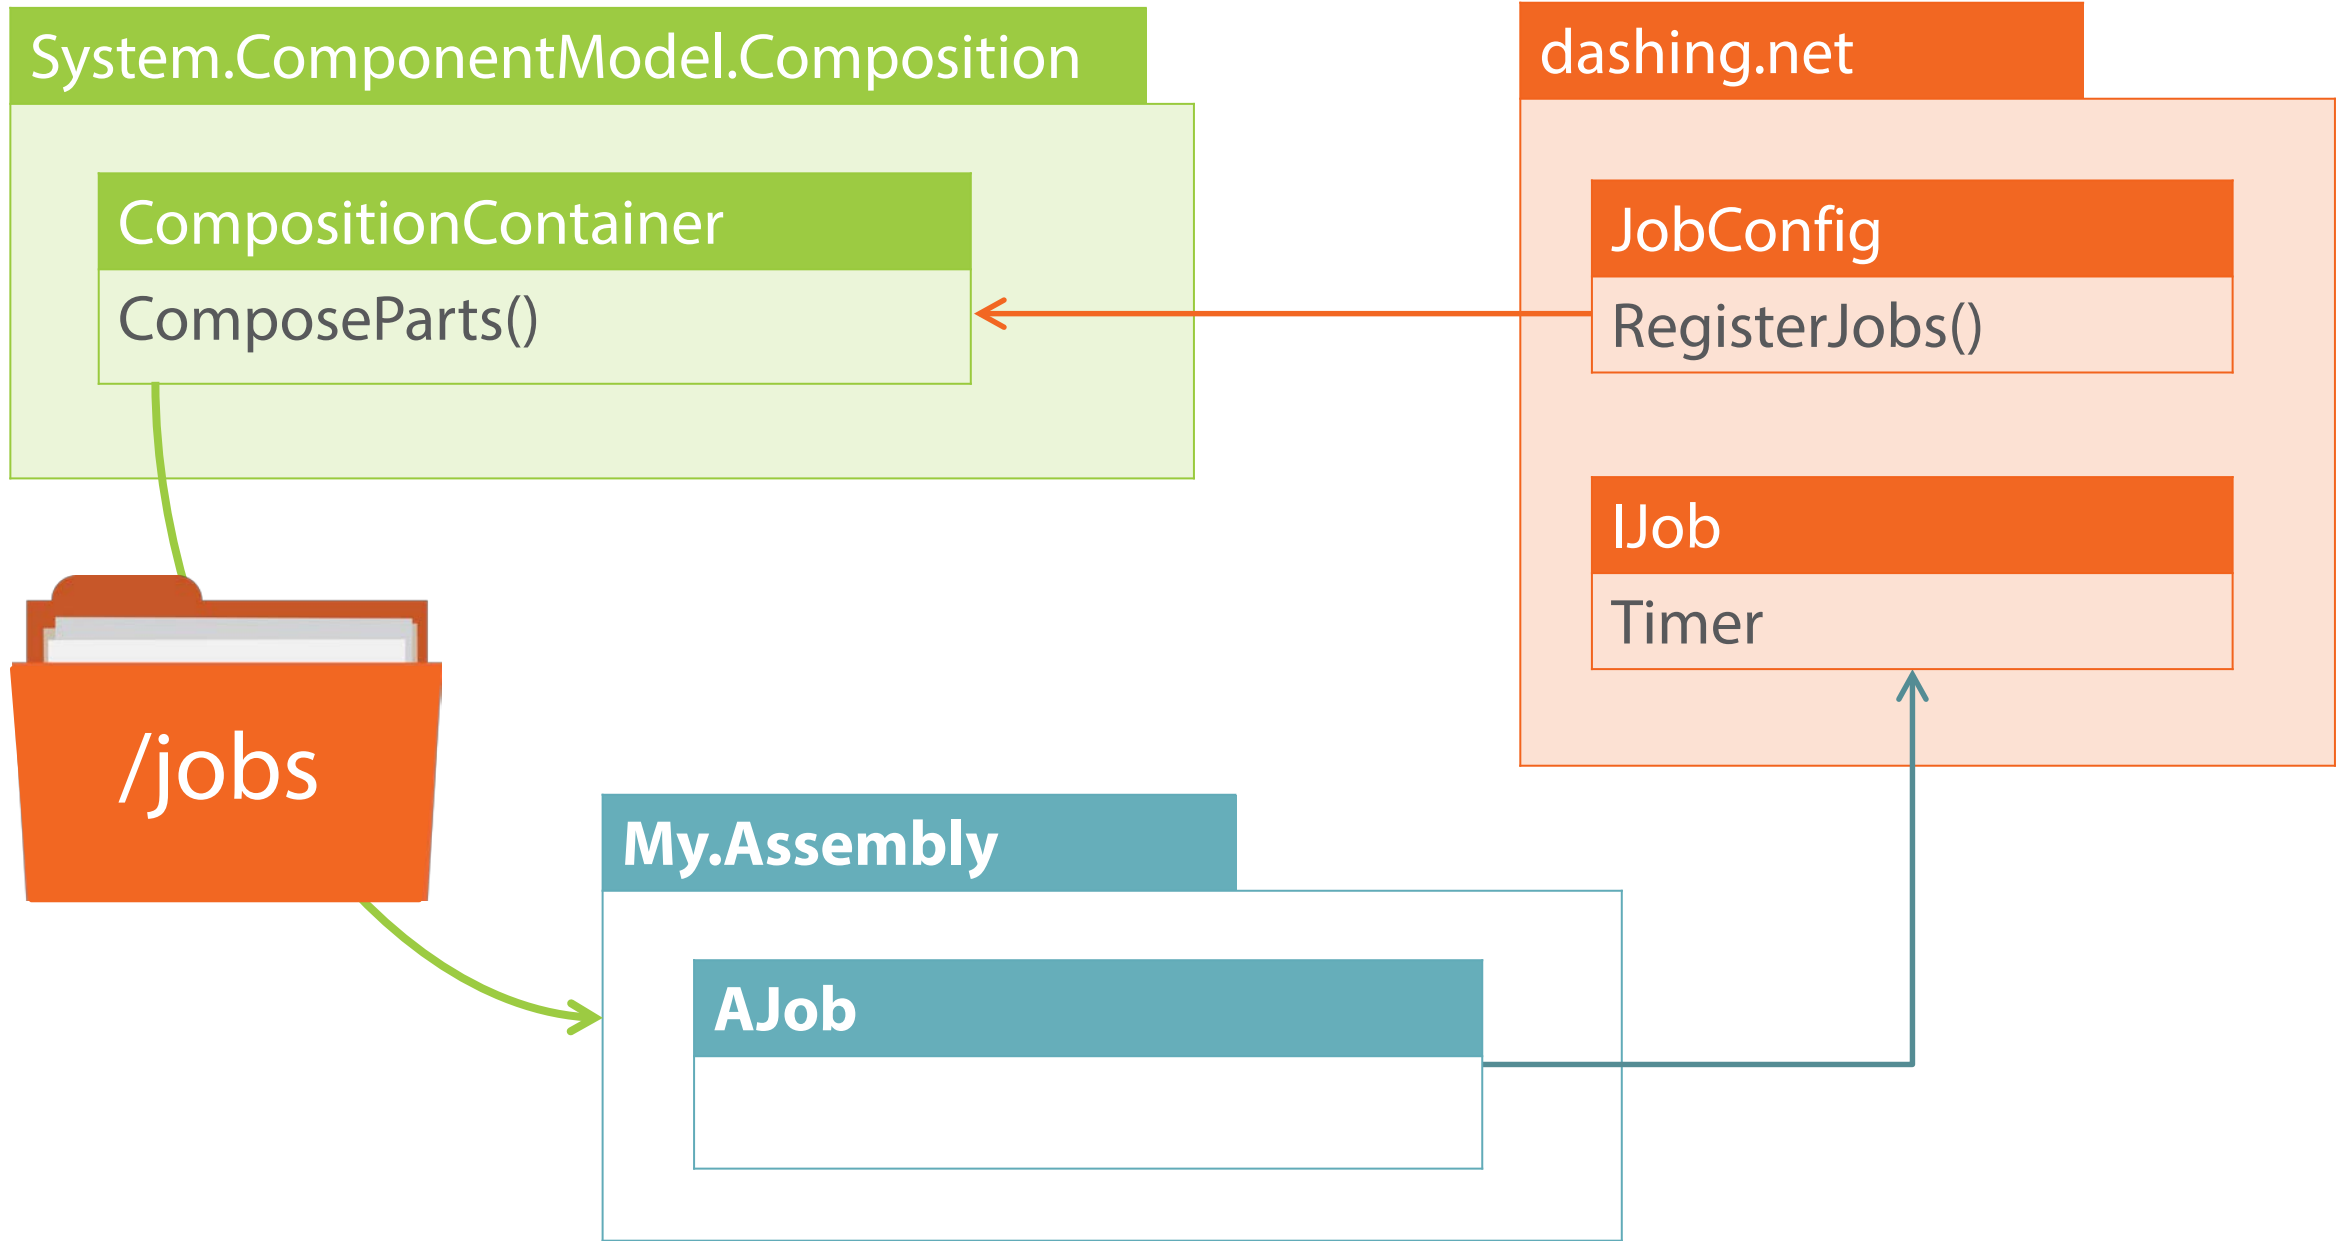 System.ComponentModel.Composition
CompositionContainer
ComposeParts()
dashing.net
JobConfig
RegisterJobs()
IJob
Timer
/jobs
My.Assembly
AJob